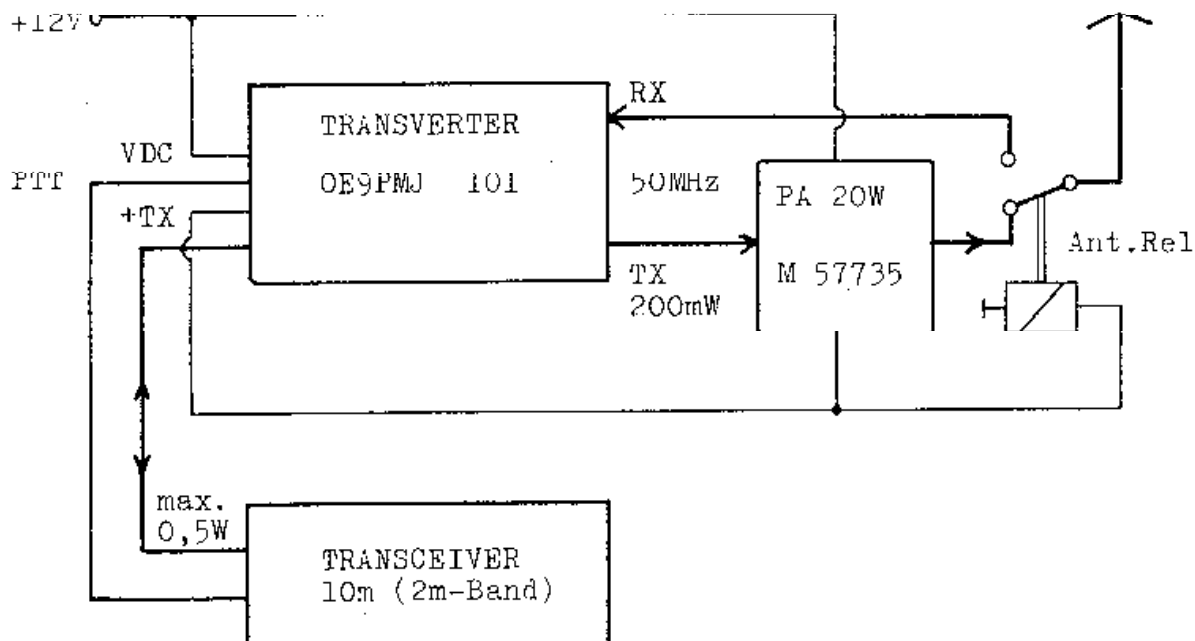 +12V
RX
TRANSVERTER
VDC
PTT
OE9PMJ 101
50MHz
PA 20W
+TX
Ant.Rel
TX
M 57735
200mW
max.
0,5W
TRANSCEIVER
10m (2m-Band)